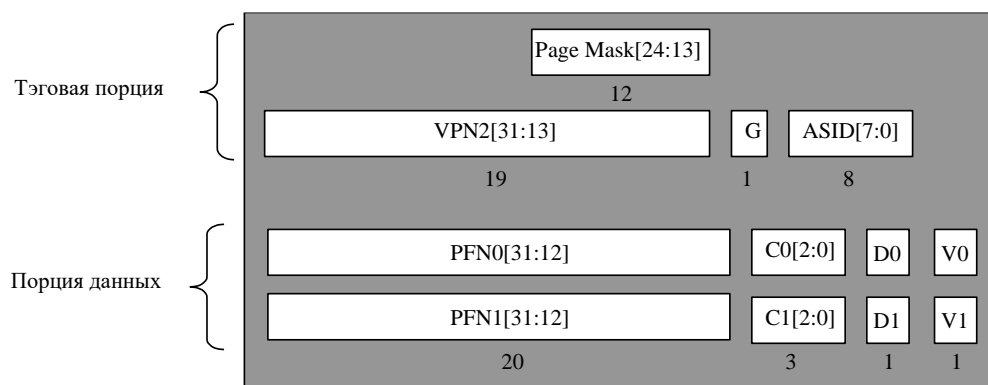 Page Mask[24:13]
Тэговая порция
12
VPN2[31:13] G ASID[7:0]
19 1 8
PFN0[31:12] C0[2:0] D0 V0
Порция данных
PFN1[31:12] C1[2:0] D1 V1
20 3 1 1